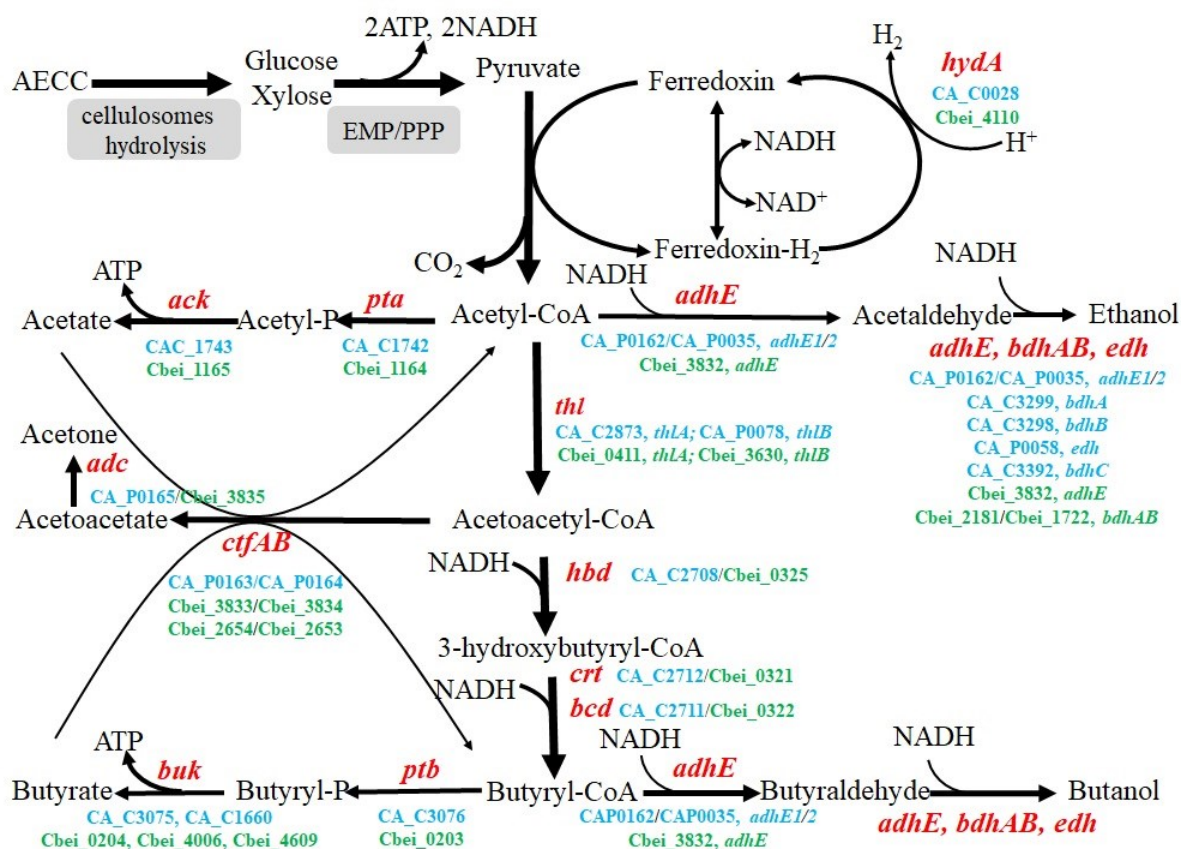 2ATP, 2NADH
H2
AECC
Glucose
Xylose
Pyruvate
Ferredoxin
hydA
CA_C0028
Cbei_4110
cellulosomes
hydrolysis
EMP/PPP
H+
NADH
NAD+
CO2
Ferredoxin-H2
ATP
NADH
NADH
ack
pta
adhE
Acetate
Acetyl-P
Acetyl-CoA
Acetaldehyde
Ethanol
CAC_1743
Cbei_1165
CA_C1742
Cbei_1164
CA_P0162/CA_P0035, adhE1/2
Cbei_3832, adhE
adhE, bdhAB, edh
CA_P0162/CA_P0035, adhE1/2
CA_C3299, bdhA
CA_C3298, bdhB
CA_P0058, edh
CA_C3392, bdhC
Cbei_3832, adhE
Cbei_2181/Cbei_1722, bdhAB
thl
CA_C2873, thlA; CA_P0078, thlB
Cbei_0411, thlA; Cbei_3630, thlB
Acetone
adc
CA_P0165/Cbei_3835
Acetoacetate
Acetoacetyl-CoA
ctfAB
CA_P0163/CA_P0164
Cbei_3833/Cbei_3834
Cbei_2654/Cbei_2653
NADH
hbd
CA_C2708/Cbei_0325
3-hydroxybutyryl-CoA
crt CA_C2712/Cbei_0321
NADH
bcd CA_C2711/Cbei_0322
ATP
NADH
NADH
buk
ptb
adhE
Butyrate
Butyryl-P
Butyryl-CoA
Butyraldehyde
Butanol
CA_C3075, CA_C1660
Cbei_0204, Cbei_4006, Cbei_4609
CA_C3076
Cbei_0203
CAP0162/CAP0035, adhE1/2
Cbei_3832, adhE
adhE, bdhAB, edh